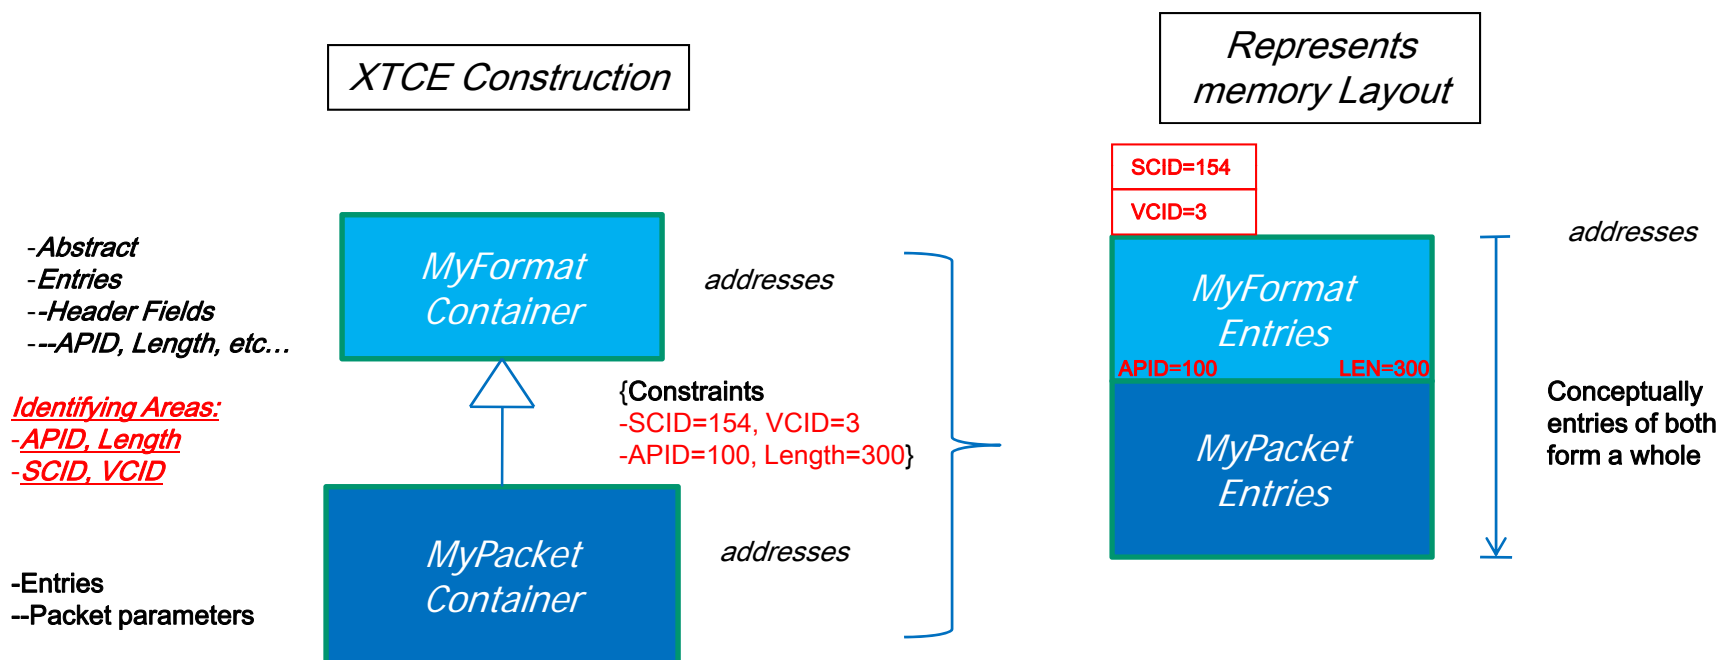 XTCE Construction
Represents
memory Layout
SCID=154
VCID=3
-Abstract
-Entries
--Header Fields
---APID, Length, etc…
MyFormat
Container
addresses
addresses
MyFormat
Entries
APID=100 LEN=300
Identifying Areas:
-APID, Length
-SCID, VCID
{Constraints
-SCID=154, VCID=3
-APID=100, Length=300}
Conceptually
entries of both
form a whole
MyPacket
Entries
MyPacket
Container
addresses
-Entries
--Packet parameters